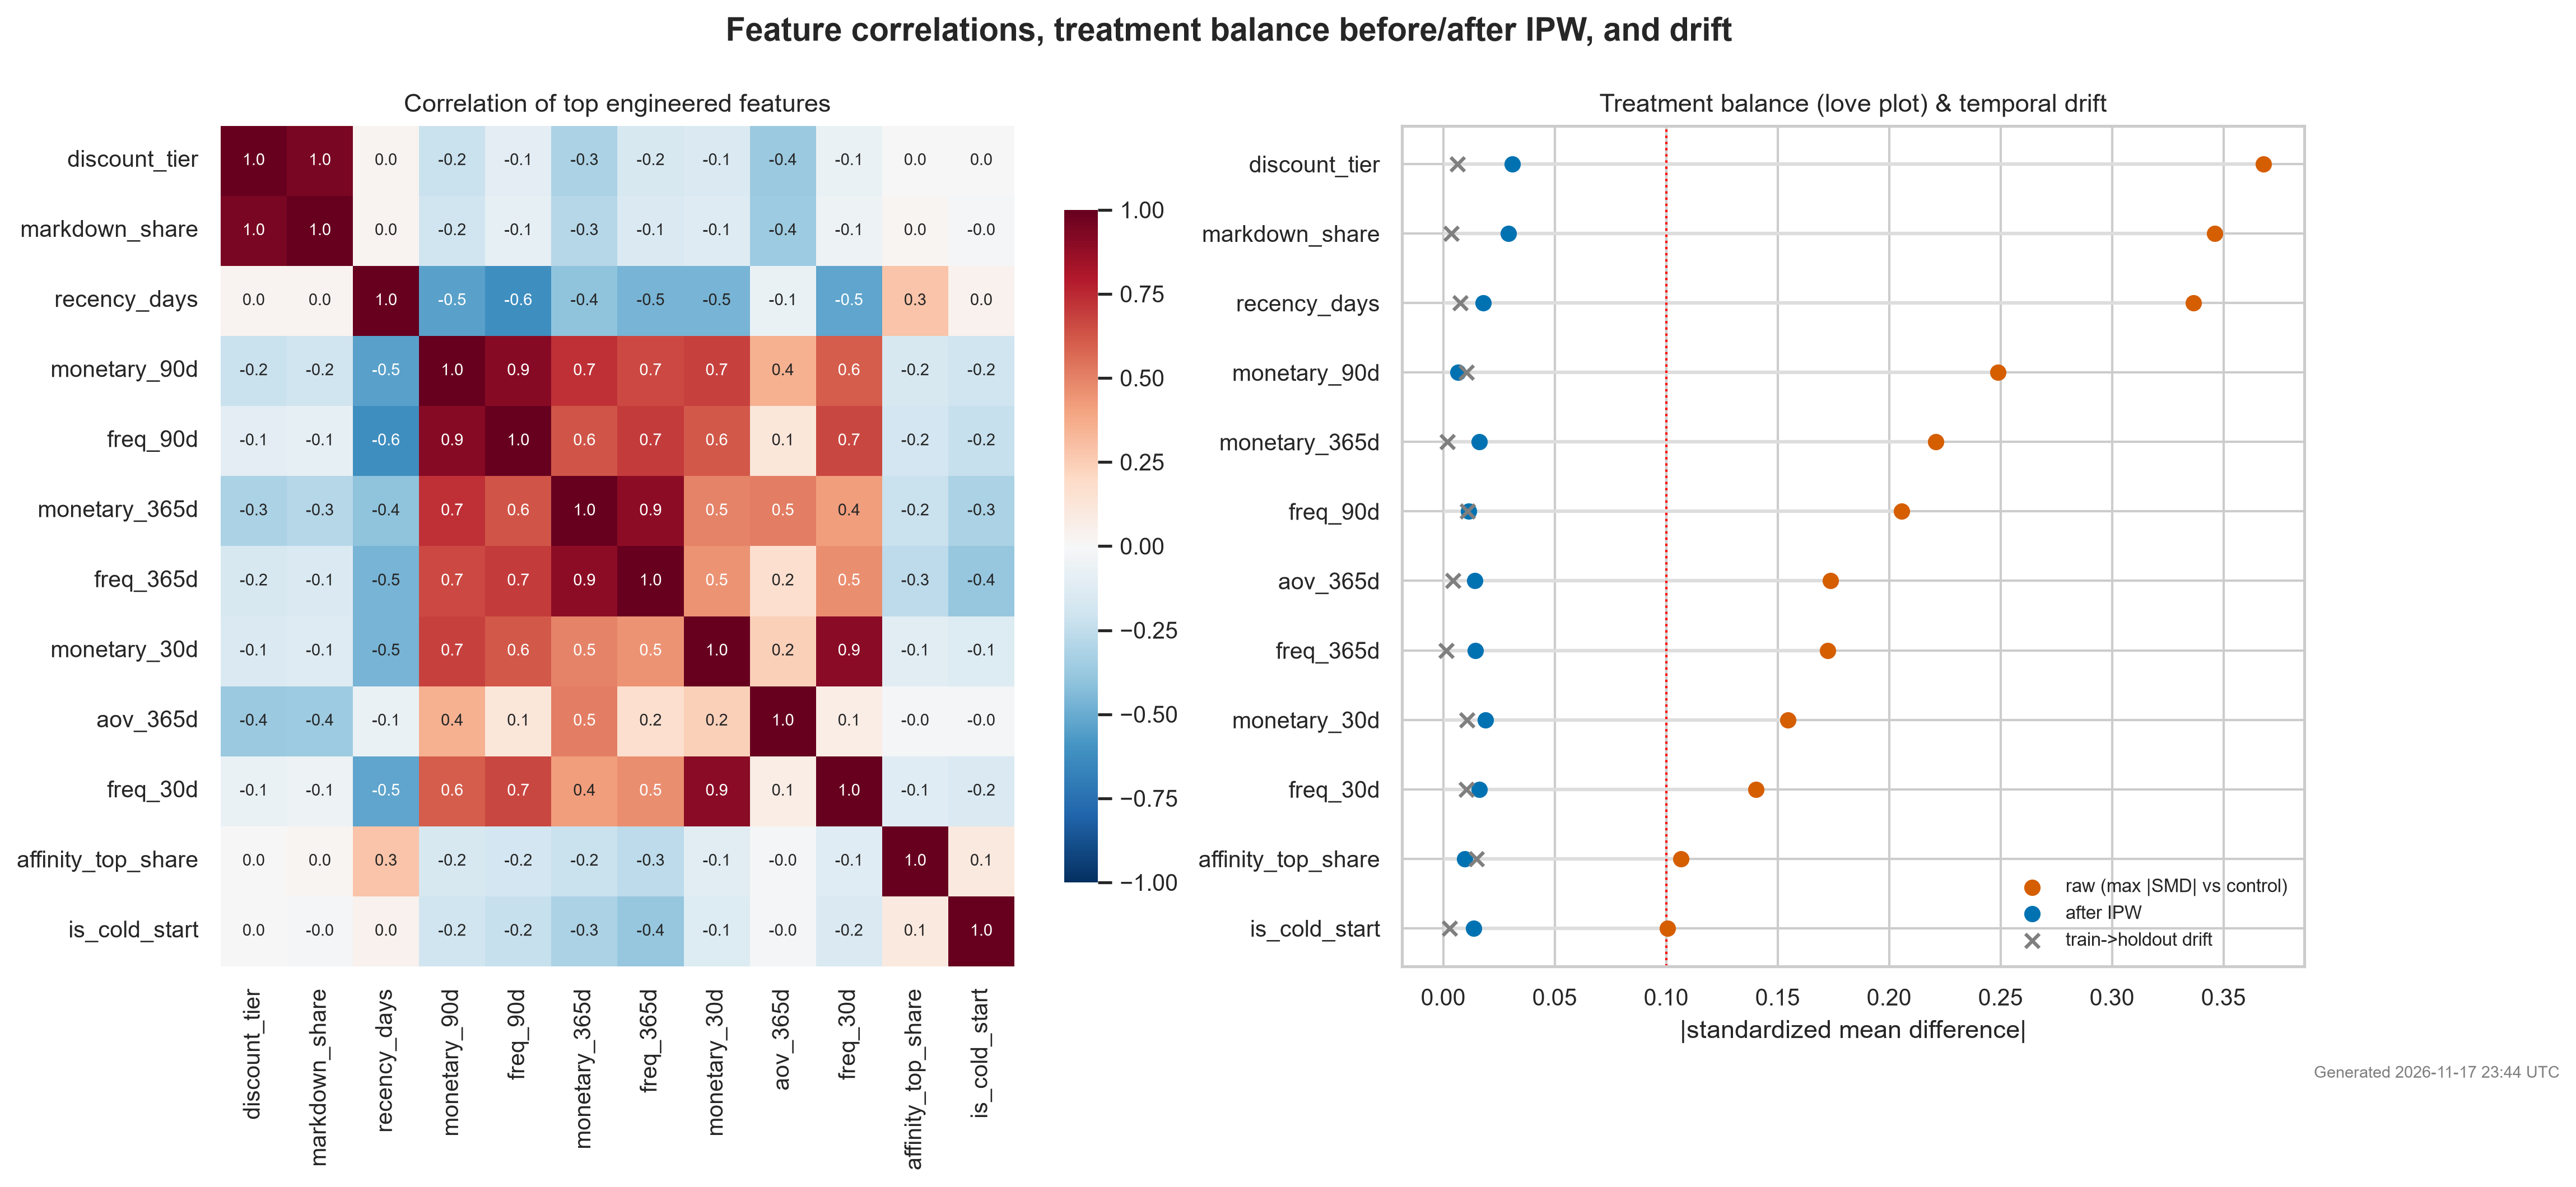 Feature correlations, treatment balance before/after IPW, and drift
Correlation of top engineered features
discount_tier 1.0 1.0 0.0 -0.2 -0.1 -0.3 -0.2 -0.1 -0.4 -0.1 0.0 0.0
markdown_share 1.0 1.0 0.0 -0.2 -0.1 -0.3 -0.1 -0.1 -0.4 -0.1 0.0 -0.0
recency_days 0.0 0.0 1.0 -0.5 -0.6 -0.4 -0.5 -0.5 -0.1 -0.5 0.3 0.0
monetary_90d -0.2 -0.2 -0.5 1.0 0.9 0.7 0.7 0.7 0.4 0.6 -0.2 -0.2
freq_90d -0.1 -0.1 -0.6 0.9 1.0 0.6 0.7 0.6 0.1 0.7 -0.2 -0.2
monetary_365d -0.3 -0.3 -0.4 0.7 0.6 1.0 0.9 0.5 0.5 0.4 -0.2 -0.3
freq_365d -0.2 -0.1 -0.5 0.7 0.7 0.9 1.0 0.5 0.2 0.5 -0.3 -0.4
monetary_30d -0.1 -0.1 -0.5 0.7 0.6 0.5 0.5 1.0 0.2 0.9 -0.1 -0.1
aov_365d -0.4 -0.4 -0.1 0.4 0.1 0.5 0.2 0.2 1.0 0.1 -0.0 -0.0
freq_30d -0.1 -0.1 -0.5 0.6 0.7 0.4 0.5 0.9 0.1 1.0 -0.1 -0.2
affinity_top_share 0.0 0.0 0.3 -0.2 -0.2 -0.2 -0.3 -0.1 -0.0 -0.1 1.0 0.1
is_cold_start 0.0 -0.0 0.0 -0.2 -0.2 -0.3 -0.4 -0.1 -0.0 -0.2 0.1 1.0
discount_tier
markdown_share
recency_days
monetary_90d
freq_90d
monetary_365d
freq_365d
monetary_30d
aov_365d
freq_30d
affinity_top_share
is_cold_start
1.00
0.75
0.50
0.25
0.00
−0.25
−0.50
−0.75
−1.00
Treatment balance (love plot) & temporal drift
discount_tier
markdown_share
recency_days
monetary_90d
monetary_365d
freq_90d
aov_365d
freq_365d
monetary_30d
freq_30d
affinity_top_share
is_cold_start
raw (max |SMD| vs control)
after IPW
train->holdout drift
0.00 0.05 0.10 0.15 0.20 0.25 0.30 0.35
|standardized mean difference|
Generated 2026-11-17 23:44 UTC